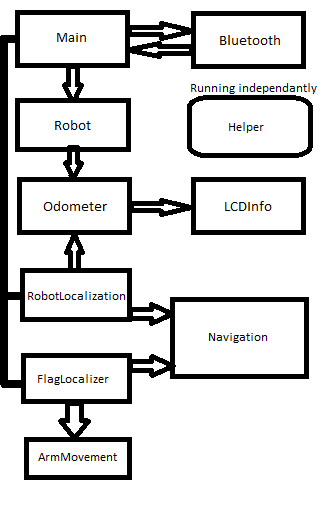 Main
Bluetooth
Running independantly
Robot
Helper
Odometer
LCDInfo
RobotLocalization
Navigation
FlagLocalizer
ArmMovement